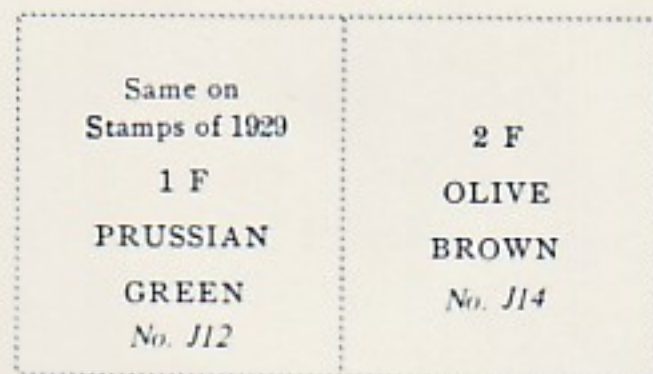 Same on
Stamps of 1929
1 F
PRUSSIAN
GREEN
No. J12
2 F
OLIVE
BROWN
No. J14